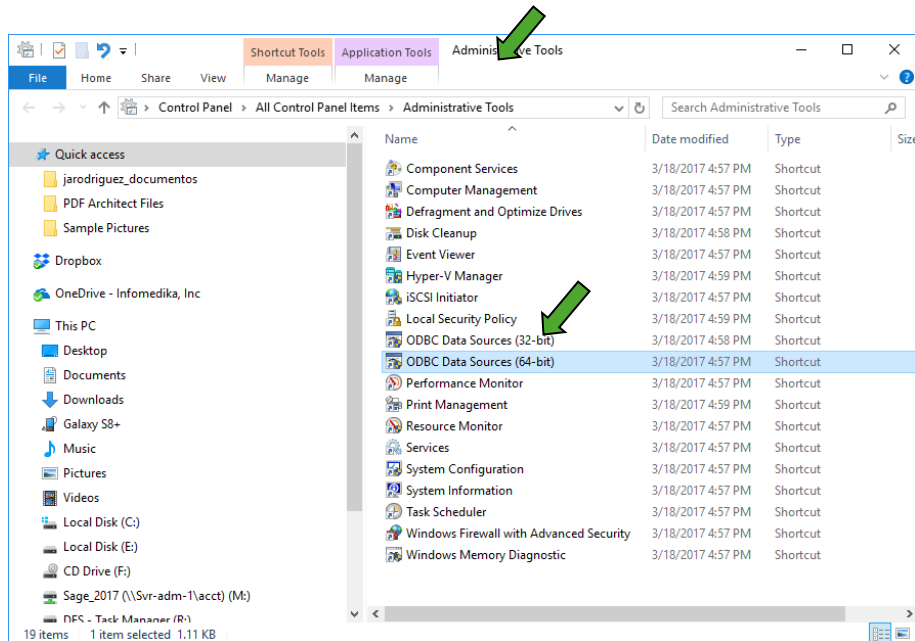 Shortcut Tools Application Tools Adminis ve Tools
File Home Share View Manage Manage
Control Panel > All Control Panel Items > Administrative Tools Search Administrative Tools
Name Date modified Type Size
Quick access
jarodriguez_documentos
PDF Architect Files
Sample Pictures
Dropbox
OneDrive - Infomedika, Inc
This PC
Desktop
Documents
Downloads
Galaxy S8+
Music
Pictures
Videos
Local Disk (C:)
Local Disk (E:)
CD Drive (F:)
Sage_2017 (\\Svr-adm-1\acct) (M:)
DFS - Task Manager (R:)
Component Services 3/18/2017 4:57 PM Shortcut
Computer Management 3/18/2017 4:57 PM Shortcut
Defragment and Optimize Drives 3/18/2017 4:57 PM Shortcut
Disk Cleanup 3/18/2017 4:58 PM Shortcut
Event Viewer 3/18/2017 4:57 PM Shortcut
Hyper-V Manager 3/18/2017 4:59 PM Shortcut
iSCSI Initiator 3/18/2017 4:57 PM Shortcut
Local Security Policy 3/18/2017 4:59 PM Shortcut
ODBC Data Sources (32-bit) 3/18/2017 4:58 PM Shortcut
ODBC Data Sources (64-bit) 3/18/2017 4:57 PM Shortcut
Performance Monitor 3/18/2017 4:57 PM Shortcut
Print Management 3/18/2017 4:59 PM Shortcut
Resource Monitor 3/18/2017 4:57 PM Shortcut
Services 3/18/2017 4:57 PM Shortcut
System Configuration 3/18/2017 4:57 PM Shortcut
System Information 3/18/2017 4:57 PM Shortcut
Task Scheduler 3/18/2017 4:57 PM Shortcut
Windows Firewall with Advanced Security 3/18/2017 4:57 PM Shortcut
Windows Memory Diagnostic 3/18/2017 4:57 PM Shortcut
19 items 1 item selected 1.11 KB